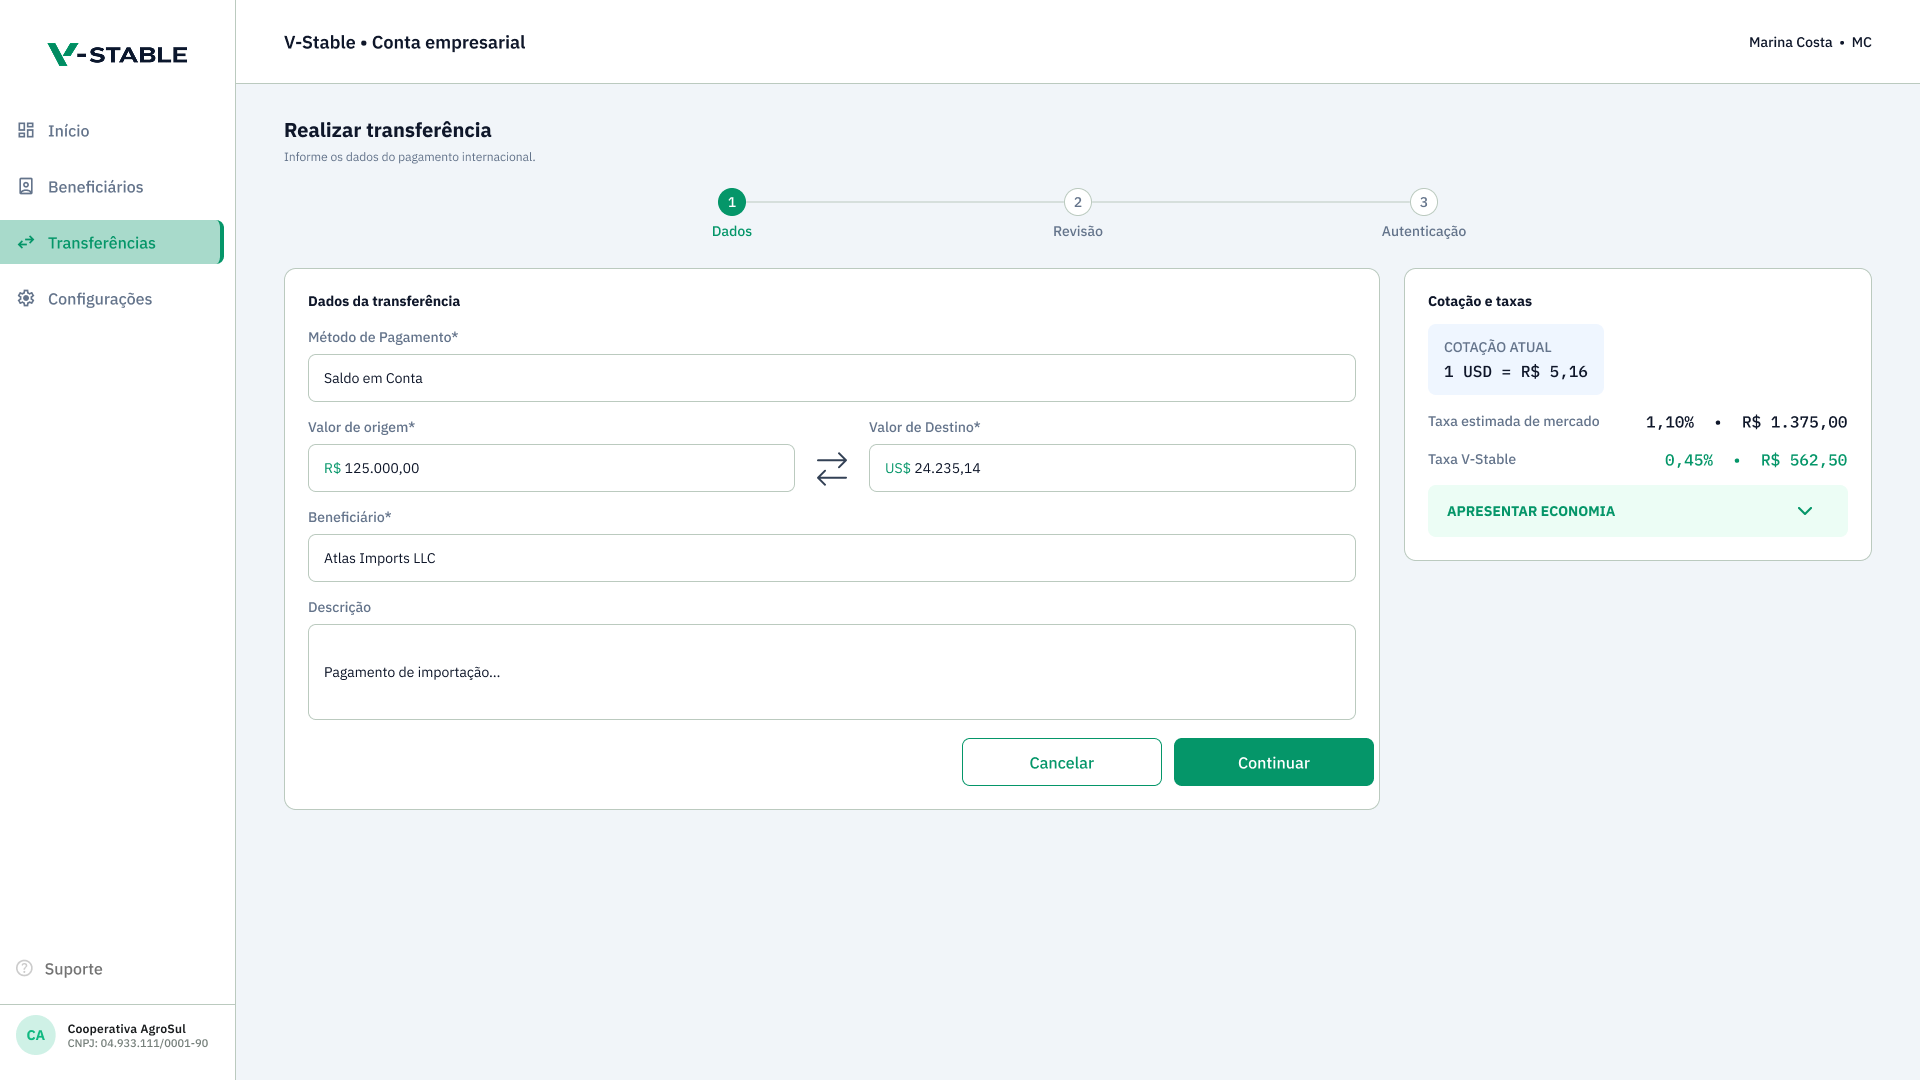 V-STABLE
Início
Beneficiários
Transferências
Configurações
Suporte
CA
Cooperativa AgroSul
CNPJ: 04.933.111/0001-90
V-Stable • Conta empresarial
Marina Costa • MC
Realizar transferência
Informe os dados do pagamento internacional.
1
Dados
2
Revisão
3
Autenticação
Dados da transferência
Método de Pagamento*
Saldo em Conta
Valor de origem*
R$ 125.000,00
Valor de Destino*
US$ 24.235,14
Beneficiário*
Atlas Imports LLC
Descrição
Pagamento de importação...
Cancelar
Continuar
Cotação e taxas
COTAÇÃO ATUAL
1 USD = R$ 5,16
Taxa estimada de mercado 1,10% • R$ 1.375,00
Taxa V-Stable 0,45% • R$ 562,50
APRESENTAR ECONOMIA